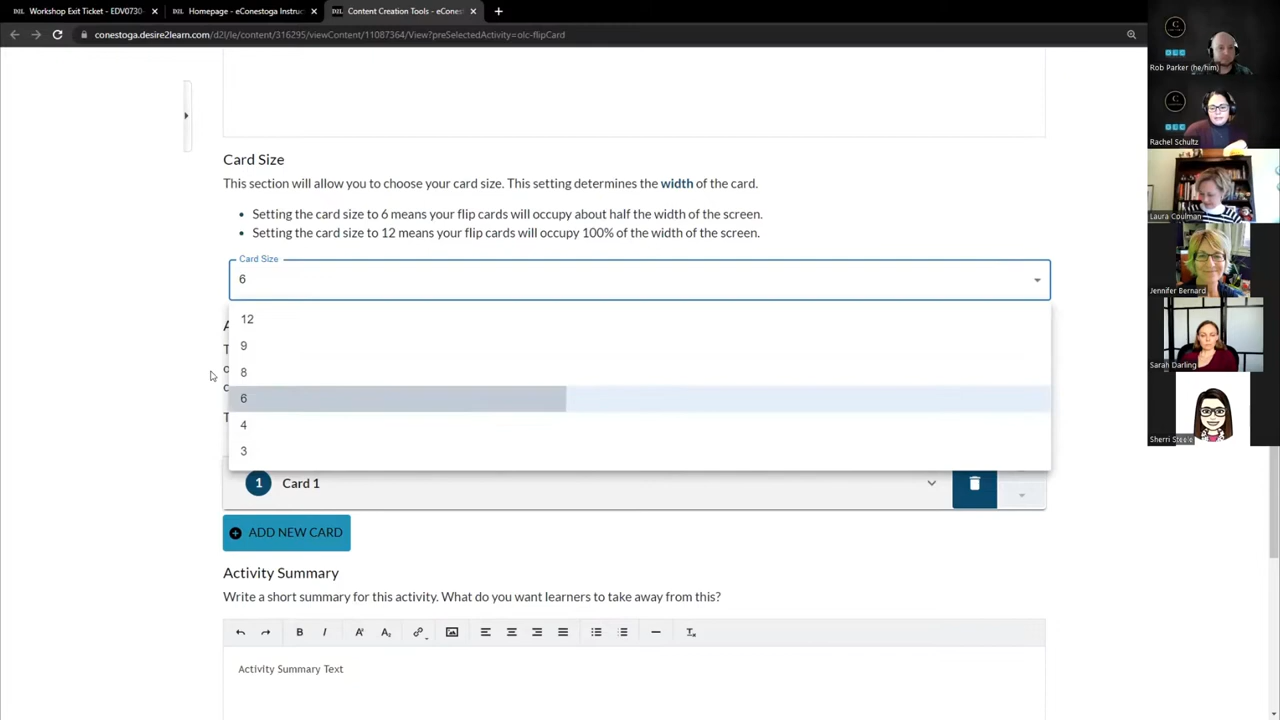 Workshop Exit Ticket - EDV0730-
Homepage - eConestoga Instruc
Content Creation Tools - eCones
conestoga.desire2learn.com/d2l/le/content/316295/viewContent/11087364/View?preSelectedActivity=olc-flipCard
Card Size
This section will allow you to choose your card size. This setting determines the width of the card.
Setting the card size to 6 means your flip cards will occupy about half the width of the screen.
Setting the card size to 12 means your flip cards will occupy 100% of the width of the screen.
Card Size
6
12
9
8
6
4
3
1 Card 1
ADD NEW CARD
Activity Summary
Write a short summary for this activity. What do you want learners to take away from this?
Activity Summary Text
Rob Parker (he/him)
Rachel Schultz
Laura Coulman
Jennifer Bernard
Sarah Darling
Sherri Steele